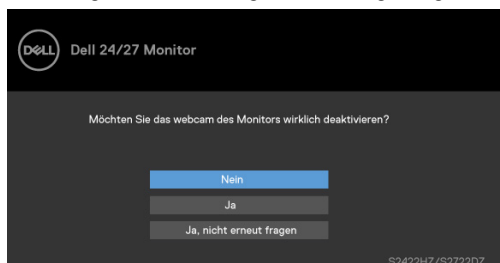 DELL Dell 24/27 Monitor
Möchten Sie das webcam des Monitors wirklich deaktivieren?
Nein
Ja
Ja, nicht erneut fragen
S2422HZ/S2722DZ